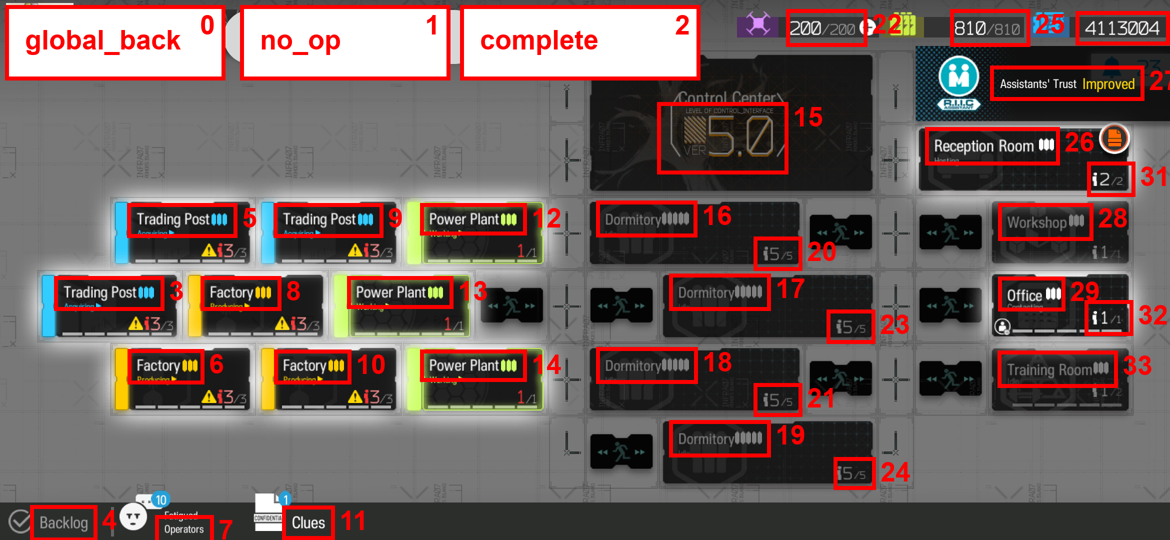 global_back 0
no_op 1
complete 2
200/200 22
810/810 25
4113004
Assistants' Trust Improved 27
R.I.I.C
ASSISTANT
Control Center
LEVEL OF CONTROL_INTERFACE
VER 5.0 15
Reception Room 26
2/2 31
Trading Post 5
Acquiring
3/3
Trading Post 9
Acquiring
3/3
Power Plant 12
Working
1/1
Dormitory 16
5/5 20
Workshop 28
1/1
Trading Post 3
Acquiring
3/3
Factory 8
Producing
3/3
Power Plant 13
Working
1/1
Dormitory 17
5/5 23
Office 29
1/1 32
Factory 6
Producing
3/3
Factory 10
Producing
3/3
Power Plant 14
Working
1/1
Dormitory 18
5/5 21
Training Room 33
1/2
Dormitory 19
5/5 24
Backlog 4
10
Fatigued
Operators 7
CONFIDENTIAL
1
Clues 11